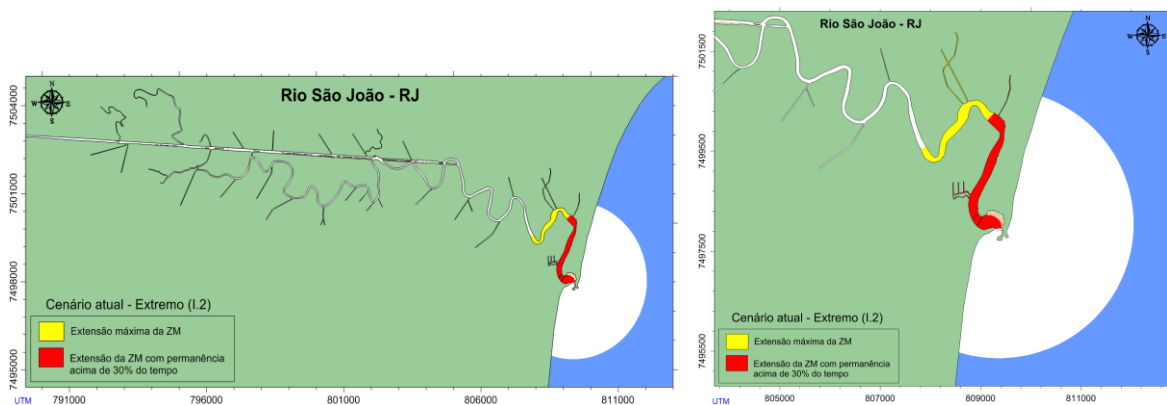 Rio São João - RJ
N
W
E
S
7504000
7501000
7498000
7495000
Cenário atual - Extremo (I.2)
Extensão máxima da ZM
Extensão da ZM com permanência
acima de 30% do tempo
UTM
791000
796000
801000
806000
811000
Rio São João - RJ
N
W
E
S
7501500
7499500
7497500
7495500
Cenário atual - Extremo (I.2)
Extensão máxima da ZM
Extensão da ZM com permanência
acima de 30% do tempo
UTM
805000
807000
809000
811000